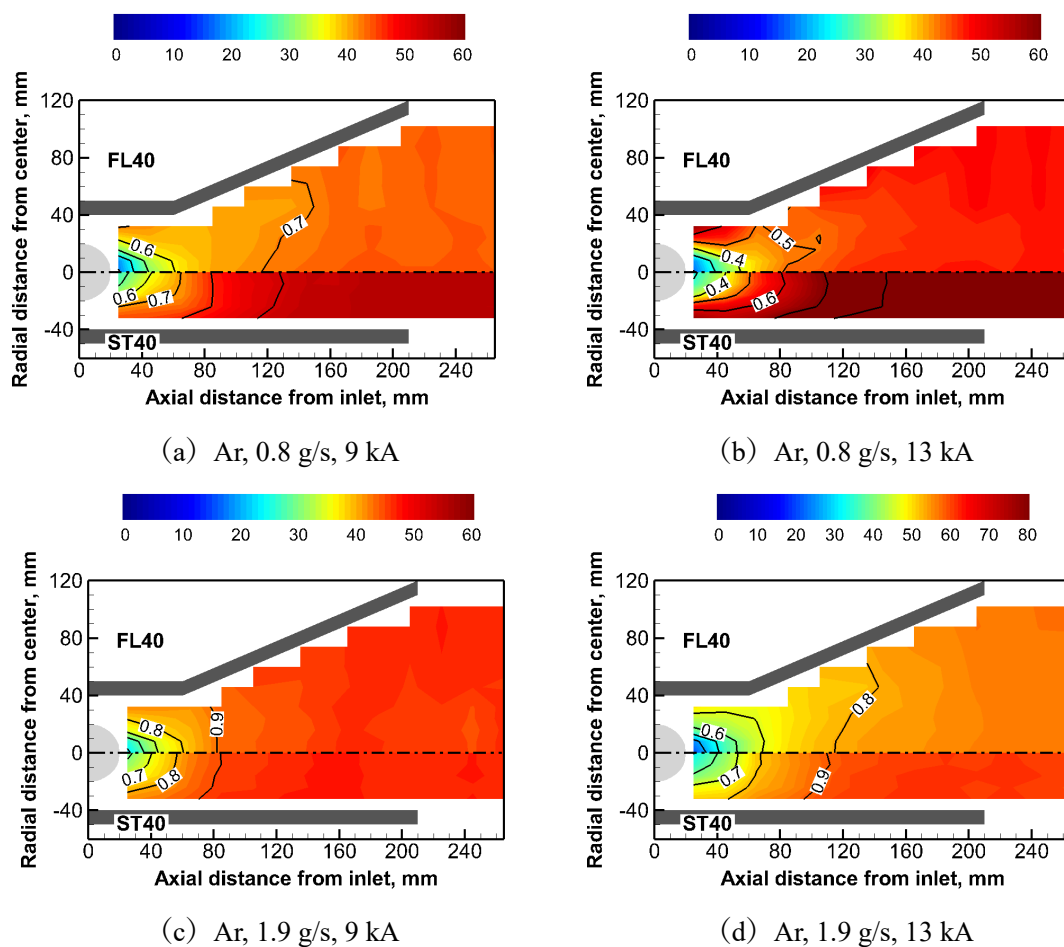 0 10 20 30 40 50 60
120
80
40
0
-40
Radial distance from center, mm
FL40
0.6
0.7
0.6
0.7
ST40
0 40 80 120 160 200 240
Axial distance from inlet, mm
(a) Ar, 0.8 g/s, 9 kA
0 10 20 30 40 50 60
120
80
40
0
-40
Radial distance from center, mm
FL40
0.5
0.4
0.4
0.6
ST40
0 40 80 120 160 200 240
Axial distance from inlet, mm
(b) Ar, 0.8 g/s, 13 kA
0 10 20 30 40 50 60
120
80
40
0
-40
Radial distance from center, mm
FL40
0.8
0.9
0.7
0.8
ST40
0 40 80 120 160 200 240
Axial distance from inlet, mm
(c) Ar, 1.9 g/s, 9 kA
0 10 20 30 40 50 60 70 80
120
80
40
0
-40
Radial distance from center, mm
FL40
0.8
0.6
0.7
0.9
ST40
0 40 80 120 160 200 240
Axial distance from inlet, mm
(d) Ar, 1.9 g/s, 13 kA